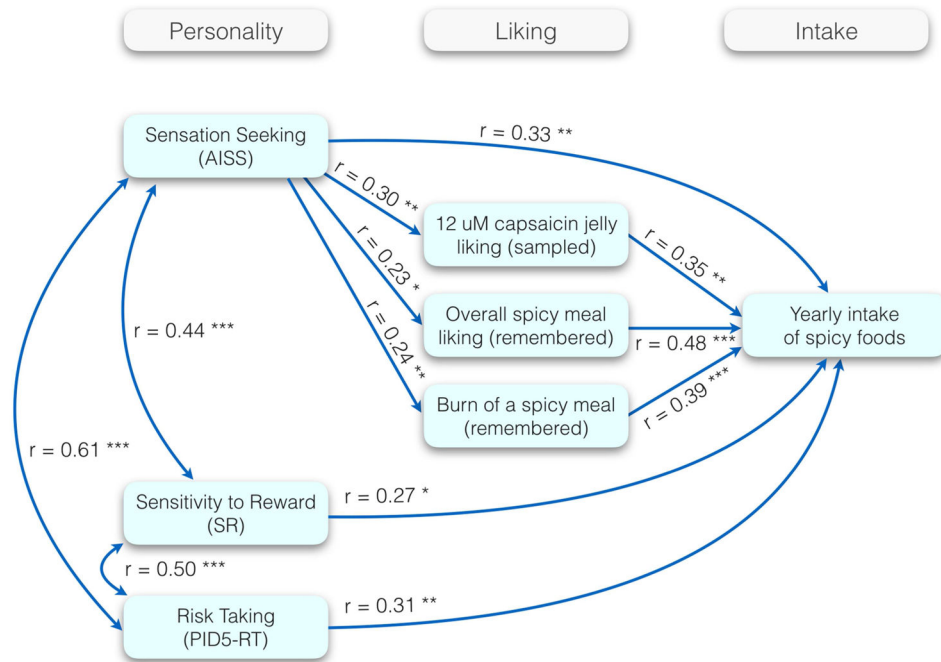 Personality
Liking
Intake
Sensation Seeking
(AISS)
r = 0.33 **
r = 0.30 **
12 uM capsaicin jelly
liking (sampled)
r = 0.35 **
r = 0.23 *
Overall spicy meal
liking (remembered)
r = 0.48 ***
Yearly intake
of spicy foods
r = 0.44 ***
r = 0.24 **
Burn of a spicy meal
(remembered)
r = 0.39 ***
r = 0.61 ***
Sensitivity to Reward
(SR)
r = 0.27 *
r = 0.50 ***
Risk Taking
(PID5-RT)
r = 0.31 **